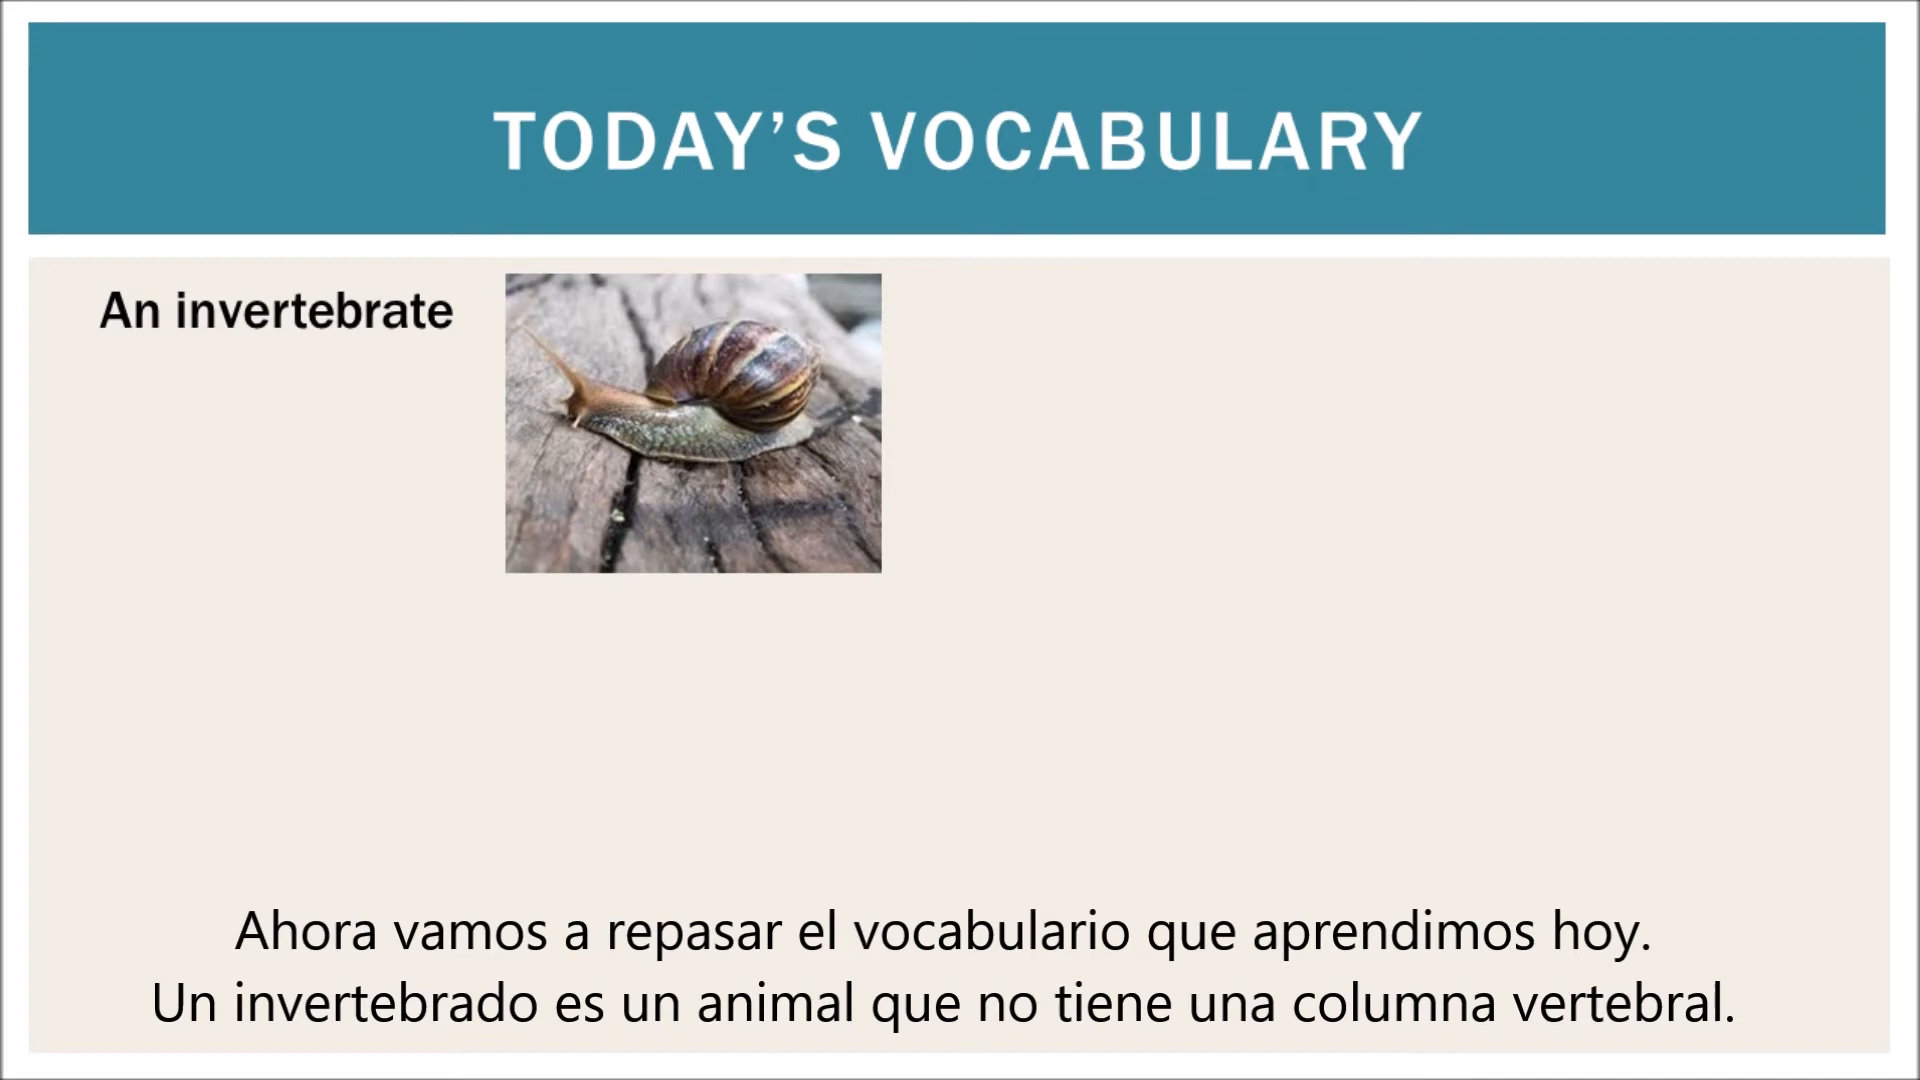 TODAY’S VOCABULARY
An invertebrate
Ahora vamos a repasar el vocabulario que aprendimos hoy.
Un invertebrado es un animal que no tiene una columna vertebral.